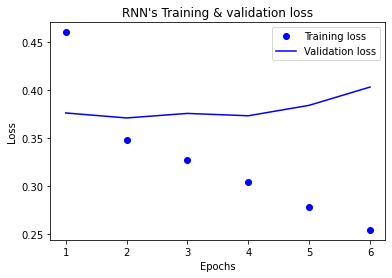 RNN's Training & validation loss
Training loss
Validation loss
Loss
0.45
0.40
0.35
0.30
0.25
1 2 3 4 5 6
Epochs